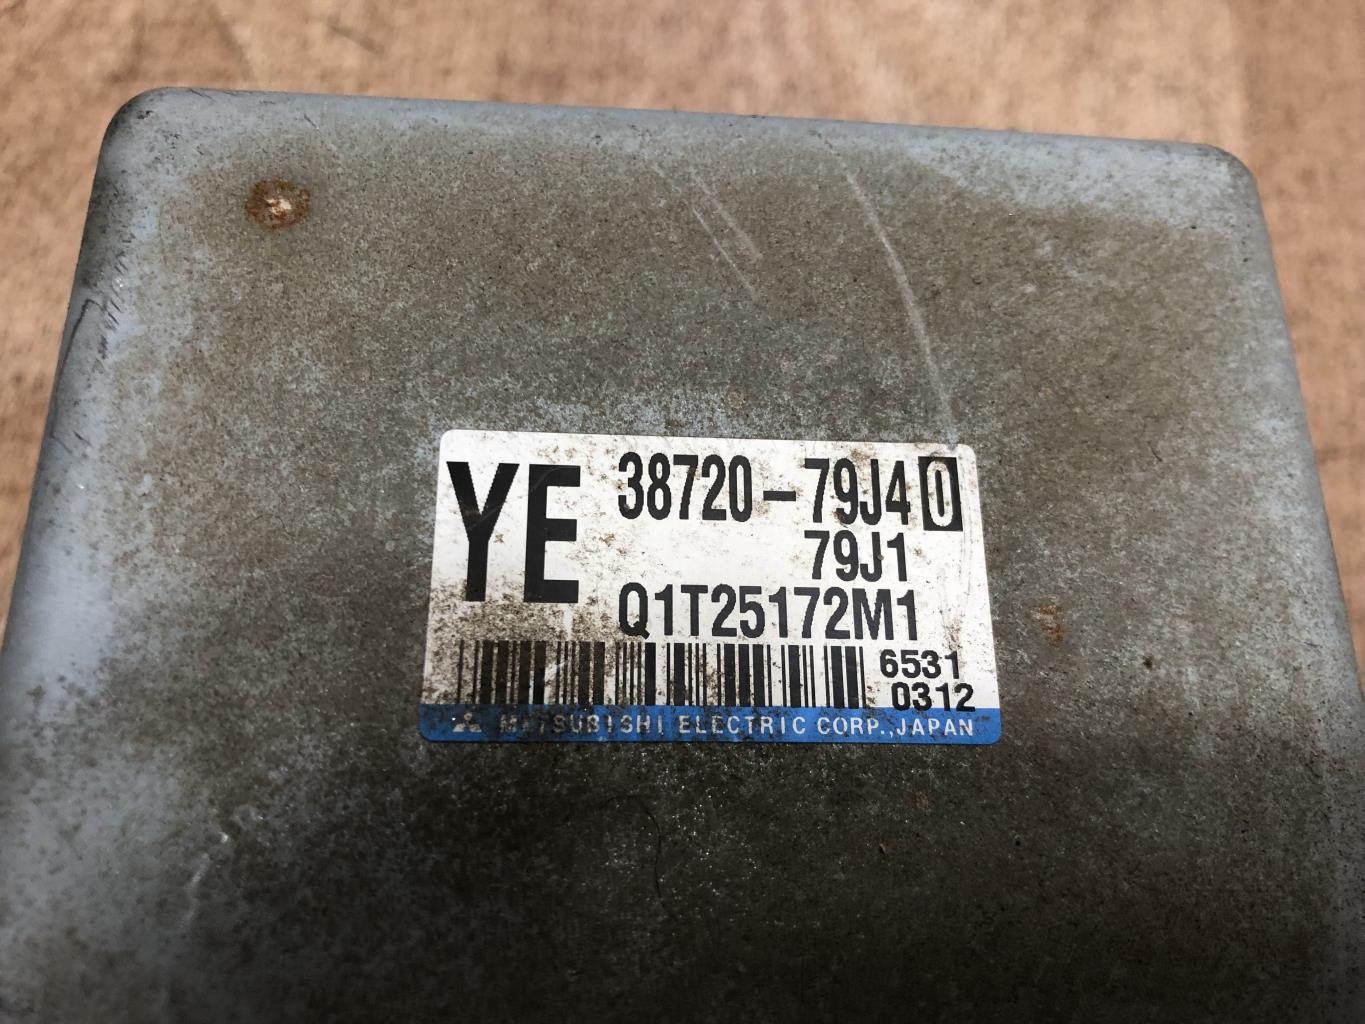 YE 38720-79J40
79J1
Q1T25172M1
6531
0312
MITSUBISHI ELECTRIC CORP.,JAPAN